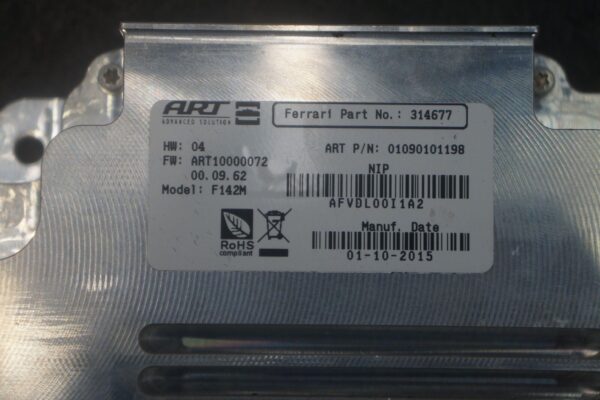 ART
ADVANCED SOLUTION
Ferrari Part No.: 314677
HW: 04
FW: ART10000072
00.09.62
Model: F142M
ART P/N: 01090101198
NIP
AFVDL00I1A2
Manuf. Date
01-10-2015
RoHS
compliant